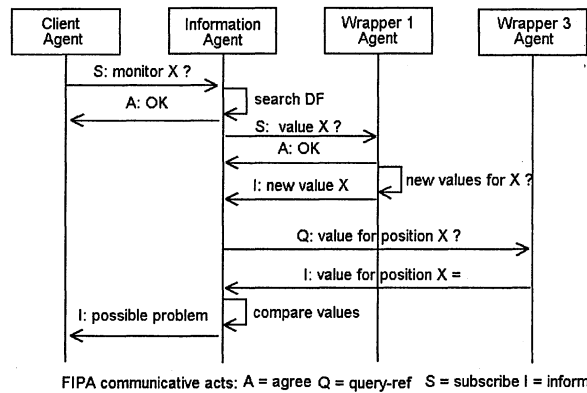 Client Agent
Information Agent
Wrapper 1 Agent
Wrapper 3 Agent
S: monitor X ?
search DF
A: OK
S: value X ?
A: OK
new values for X ?
I: new value X
Q: value for position X ?
I: value for position X =
compare values
I: possible problem
FIPA communicative acts: A = agree Q = query-ref S = subscribe I = inform